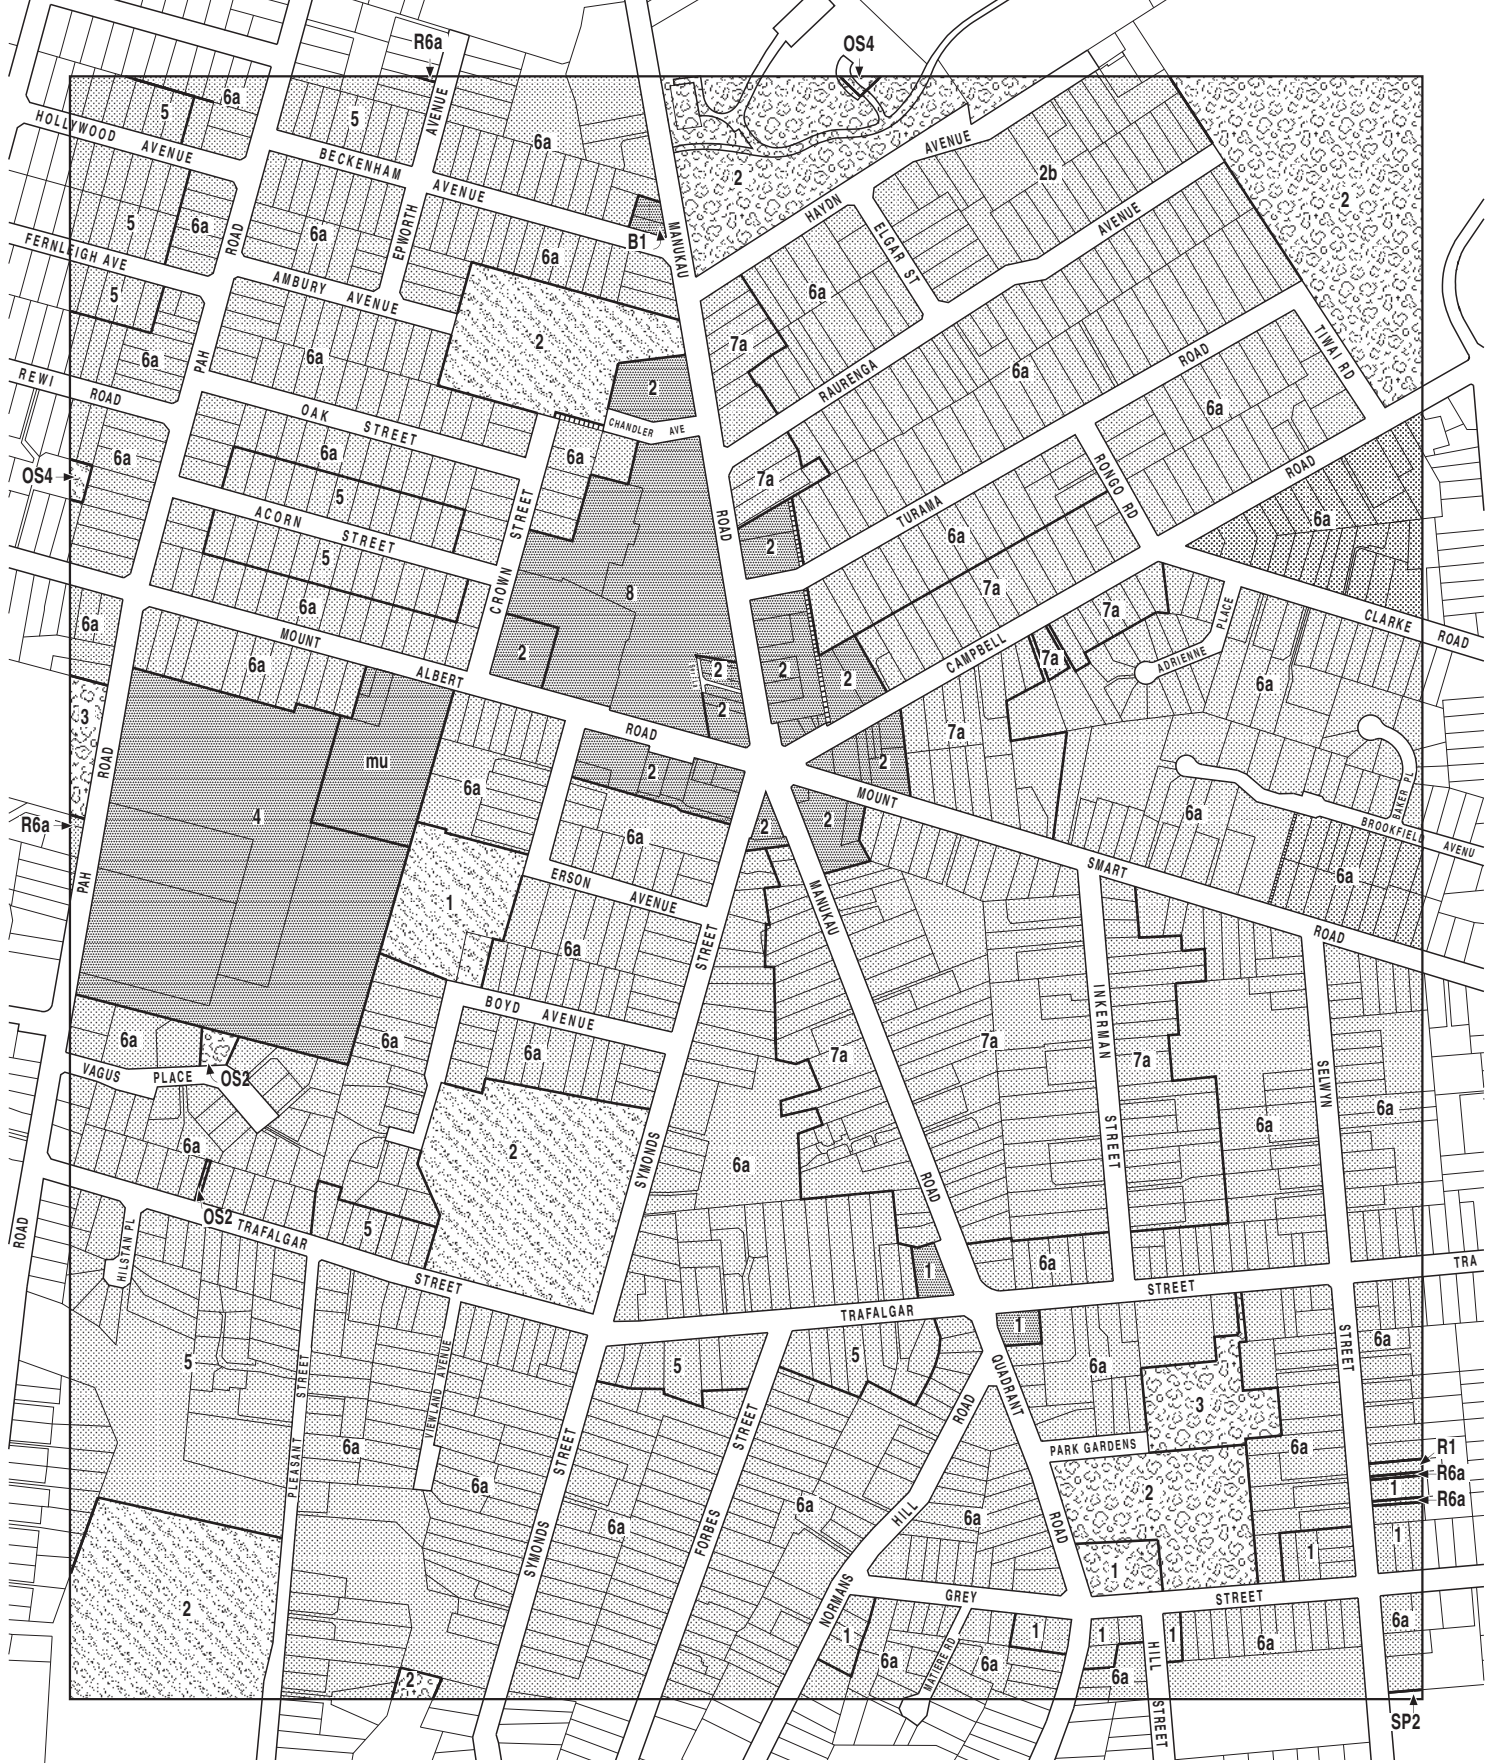 R6a
OS4
5
6a
5
AVENUE
6a
AVENUE
HOLLYWOOD
AVENUE
BECKENHAM
AVENUE
2
2b
HAYDN
AVENUE
2
5
6a
ROAD
6a
EPWORTH
B1
MANUKAU
ELGAR ST
FERNLEIGH AVE
6a
5
AMBURY AVENUE
6a
7a
2
6a
6a
RAURENGA
ROAD
TIWAI RD
PAH
REWI
ROAD
2
6a
6a
OAK
STREET
CHANDLER AVE
6a
6a
6a
7a
RONGO RD
ROAD
OS4
5
STREET
ROAD
TURAMA
6a
6a
ACORN
STREET
2
5
8
7a
7a
6a
6a
CROWN
PLACE
CLARKE ROAD
MOUNT
2
CAMPBELL
7a
ADRIENNE
6a
ALBERT
2
2
2
6a
3
2
7a
ROAD
ROAD
mu
2
2
BAKER PL
6a
MOUNT
6a
4
2
2
BROOKFIELD
AVENU
R6a
6a
SMART
6a
PAH
ERSON
AVENUE
MANUKAU
1
ROAD
6a
STREET
BOYD AVENUE
INKERMAN
6a
6a
6a
7a
7a
7a
VAGUS
PLACE
OS2
SELWYN
6a
6a
6a
2
STREET
SYMONDS
6a
ROAD
OS2
TRAFALGAR
5
ROAD
HILSTAN PL
6a
1
STREET
STREET
TRA
TRAFALGAR
1
STREET
6a
5
5
5
6a
STREET
VIEWLAND AVENUE
QUADRANT
3
ROAD
6a
STREET
STREET
PARK GARDENS
6a
R1
R6a
PLEASANT
6a
2
1
R6a
6a
6a
HILL
6a
ROAD
FORBES
1
1
1
SYMONDS
2
NORMANS
GREY
STREET
6a
1
1
1
1
6a
6a
MATIERE RD
6a
HILL
2
6a
STREET
SP2